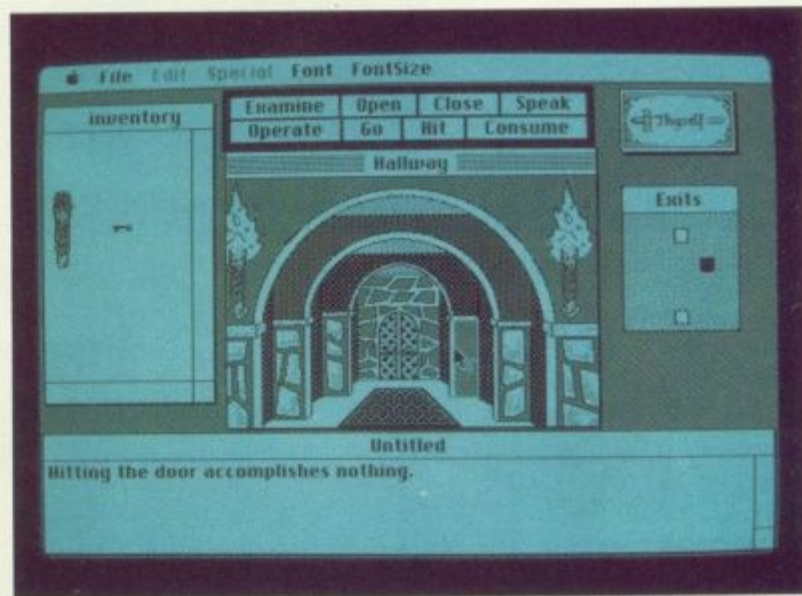 File Edit Special Font FontSize
inventory
Examine Open Close Speak
Operate Go Hit Consume
Thyself
Hallway
Exits
Untitled
Hitting the door accomplishes nothing.